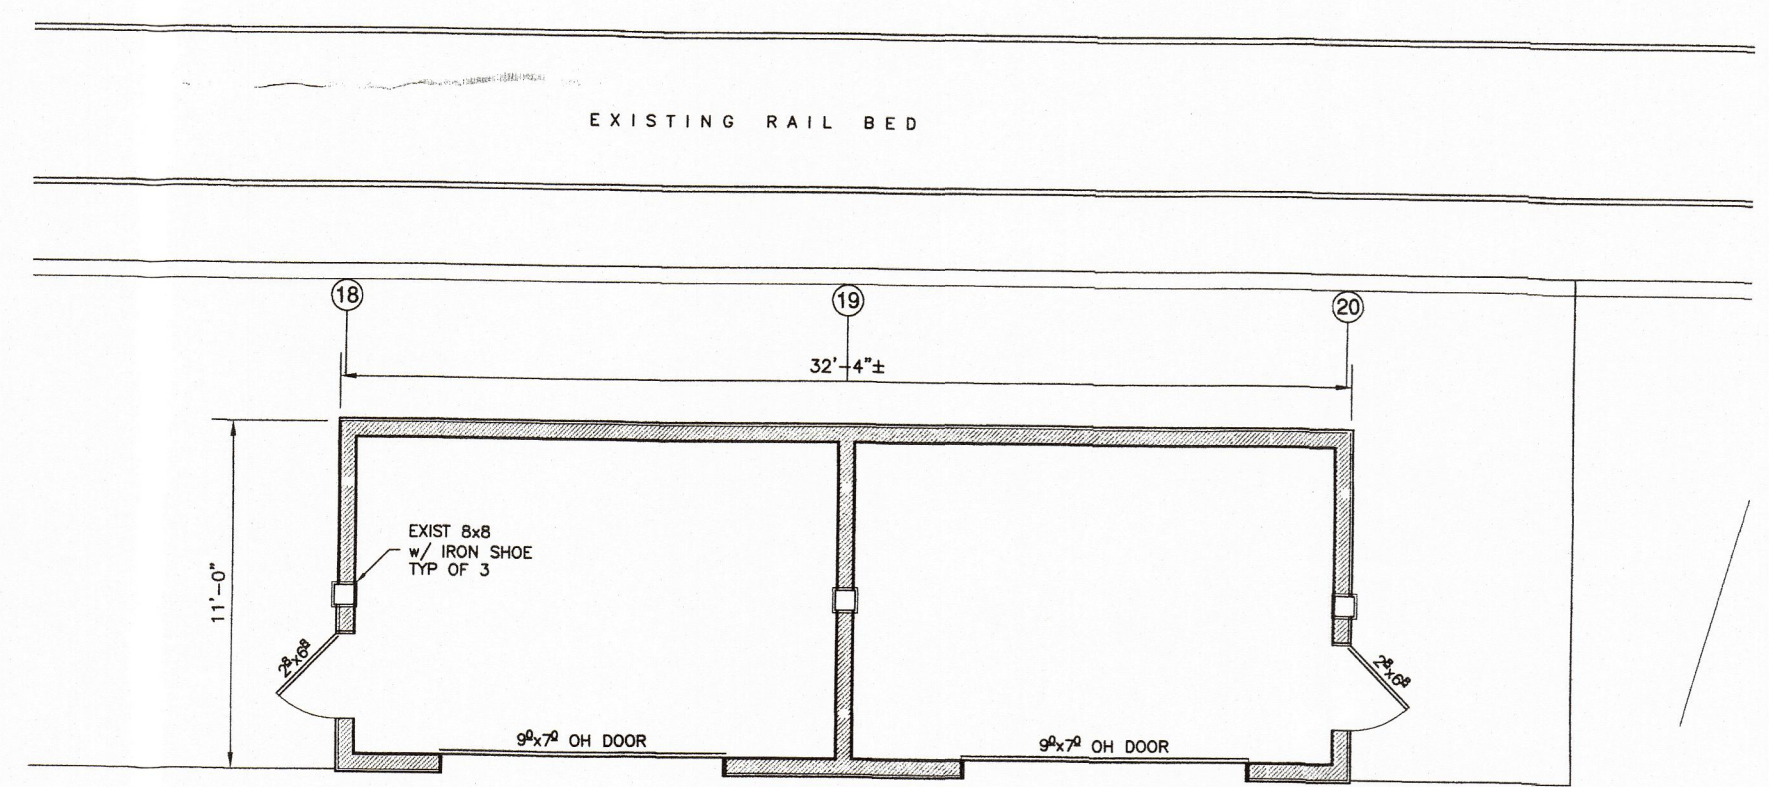 EXISTING RAIL BED
18
19
20
32'-4"±
EXIST 8x8
w/ IRON SHOE
TYP OF 3
11'-0"
2⁸x6⁸
2⁸x6⁸
9⁰x7⁰ OH DOOR
9⁰x7⁰ OH DOOR